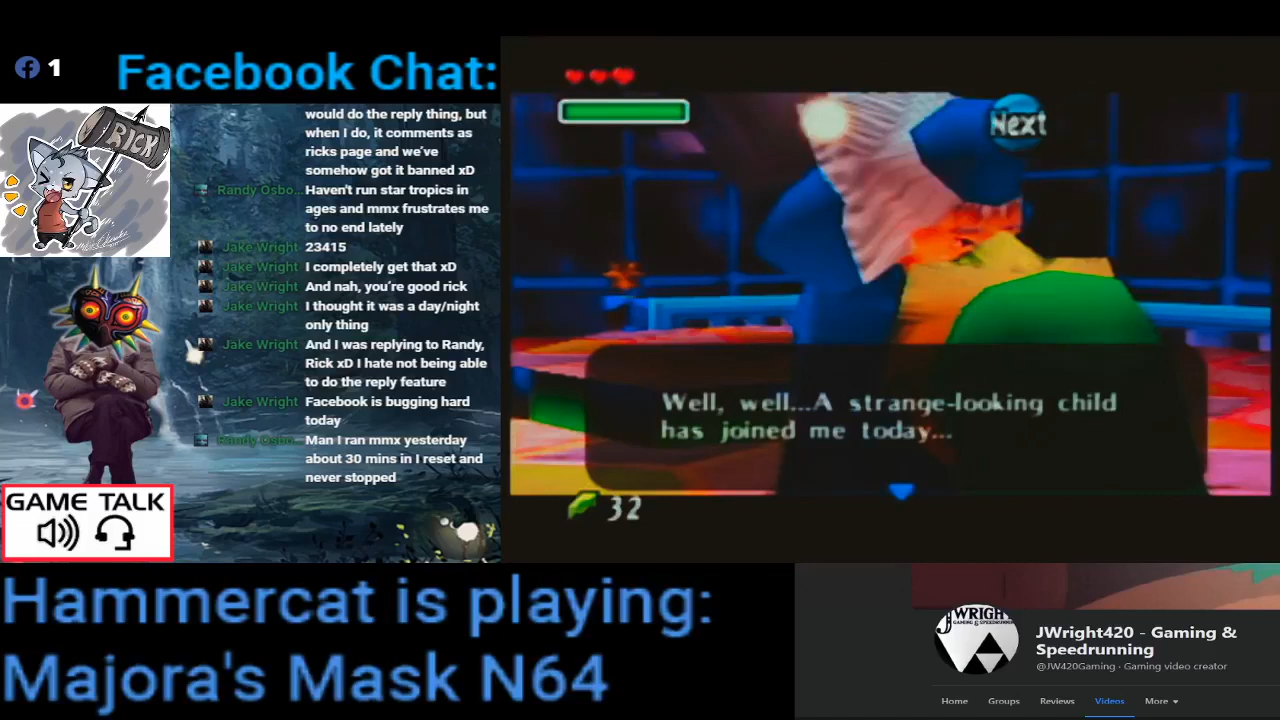 1
Facebook Chat:
RICK
would do the reply thing, but
when I do, it comments as
ricks page and we've
somehow got it banned xD
Randy Osbo... Haven't run star tropics in
ages and mmx frustrates me
to no end lately
Jake Wright 23415
Jake Wright I completely get that xD
Jake Wright And nah, you're good rick
Jake Wright I thought it was a day/night
only thing
Jake Wright And I was replying to Randy,
Rick xD I hate not being able
to do the reply feature
Jake Wright Facebook is bugging hard
today
Randy Osbo... Man I ran mmx yesterday
about 30 mins in I reset and
never stopped
GAME TALK
Next
Well, well...A strange-looking child
has joined me today...
32
Hammercat is playing:
Majora's Mask N64
JWRIGHT
GAMING & SPEEDRUNNING
JWright420 - Gaming &
Speedrunning
@JW420Gaming · Gaming video creator
Home Groups Reviews Videos More